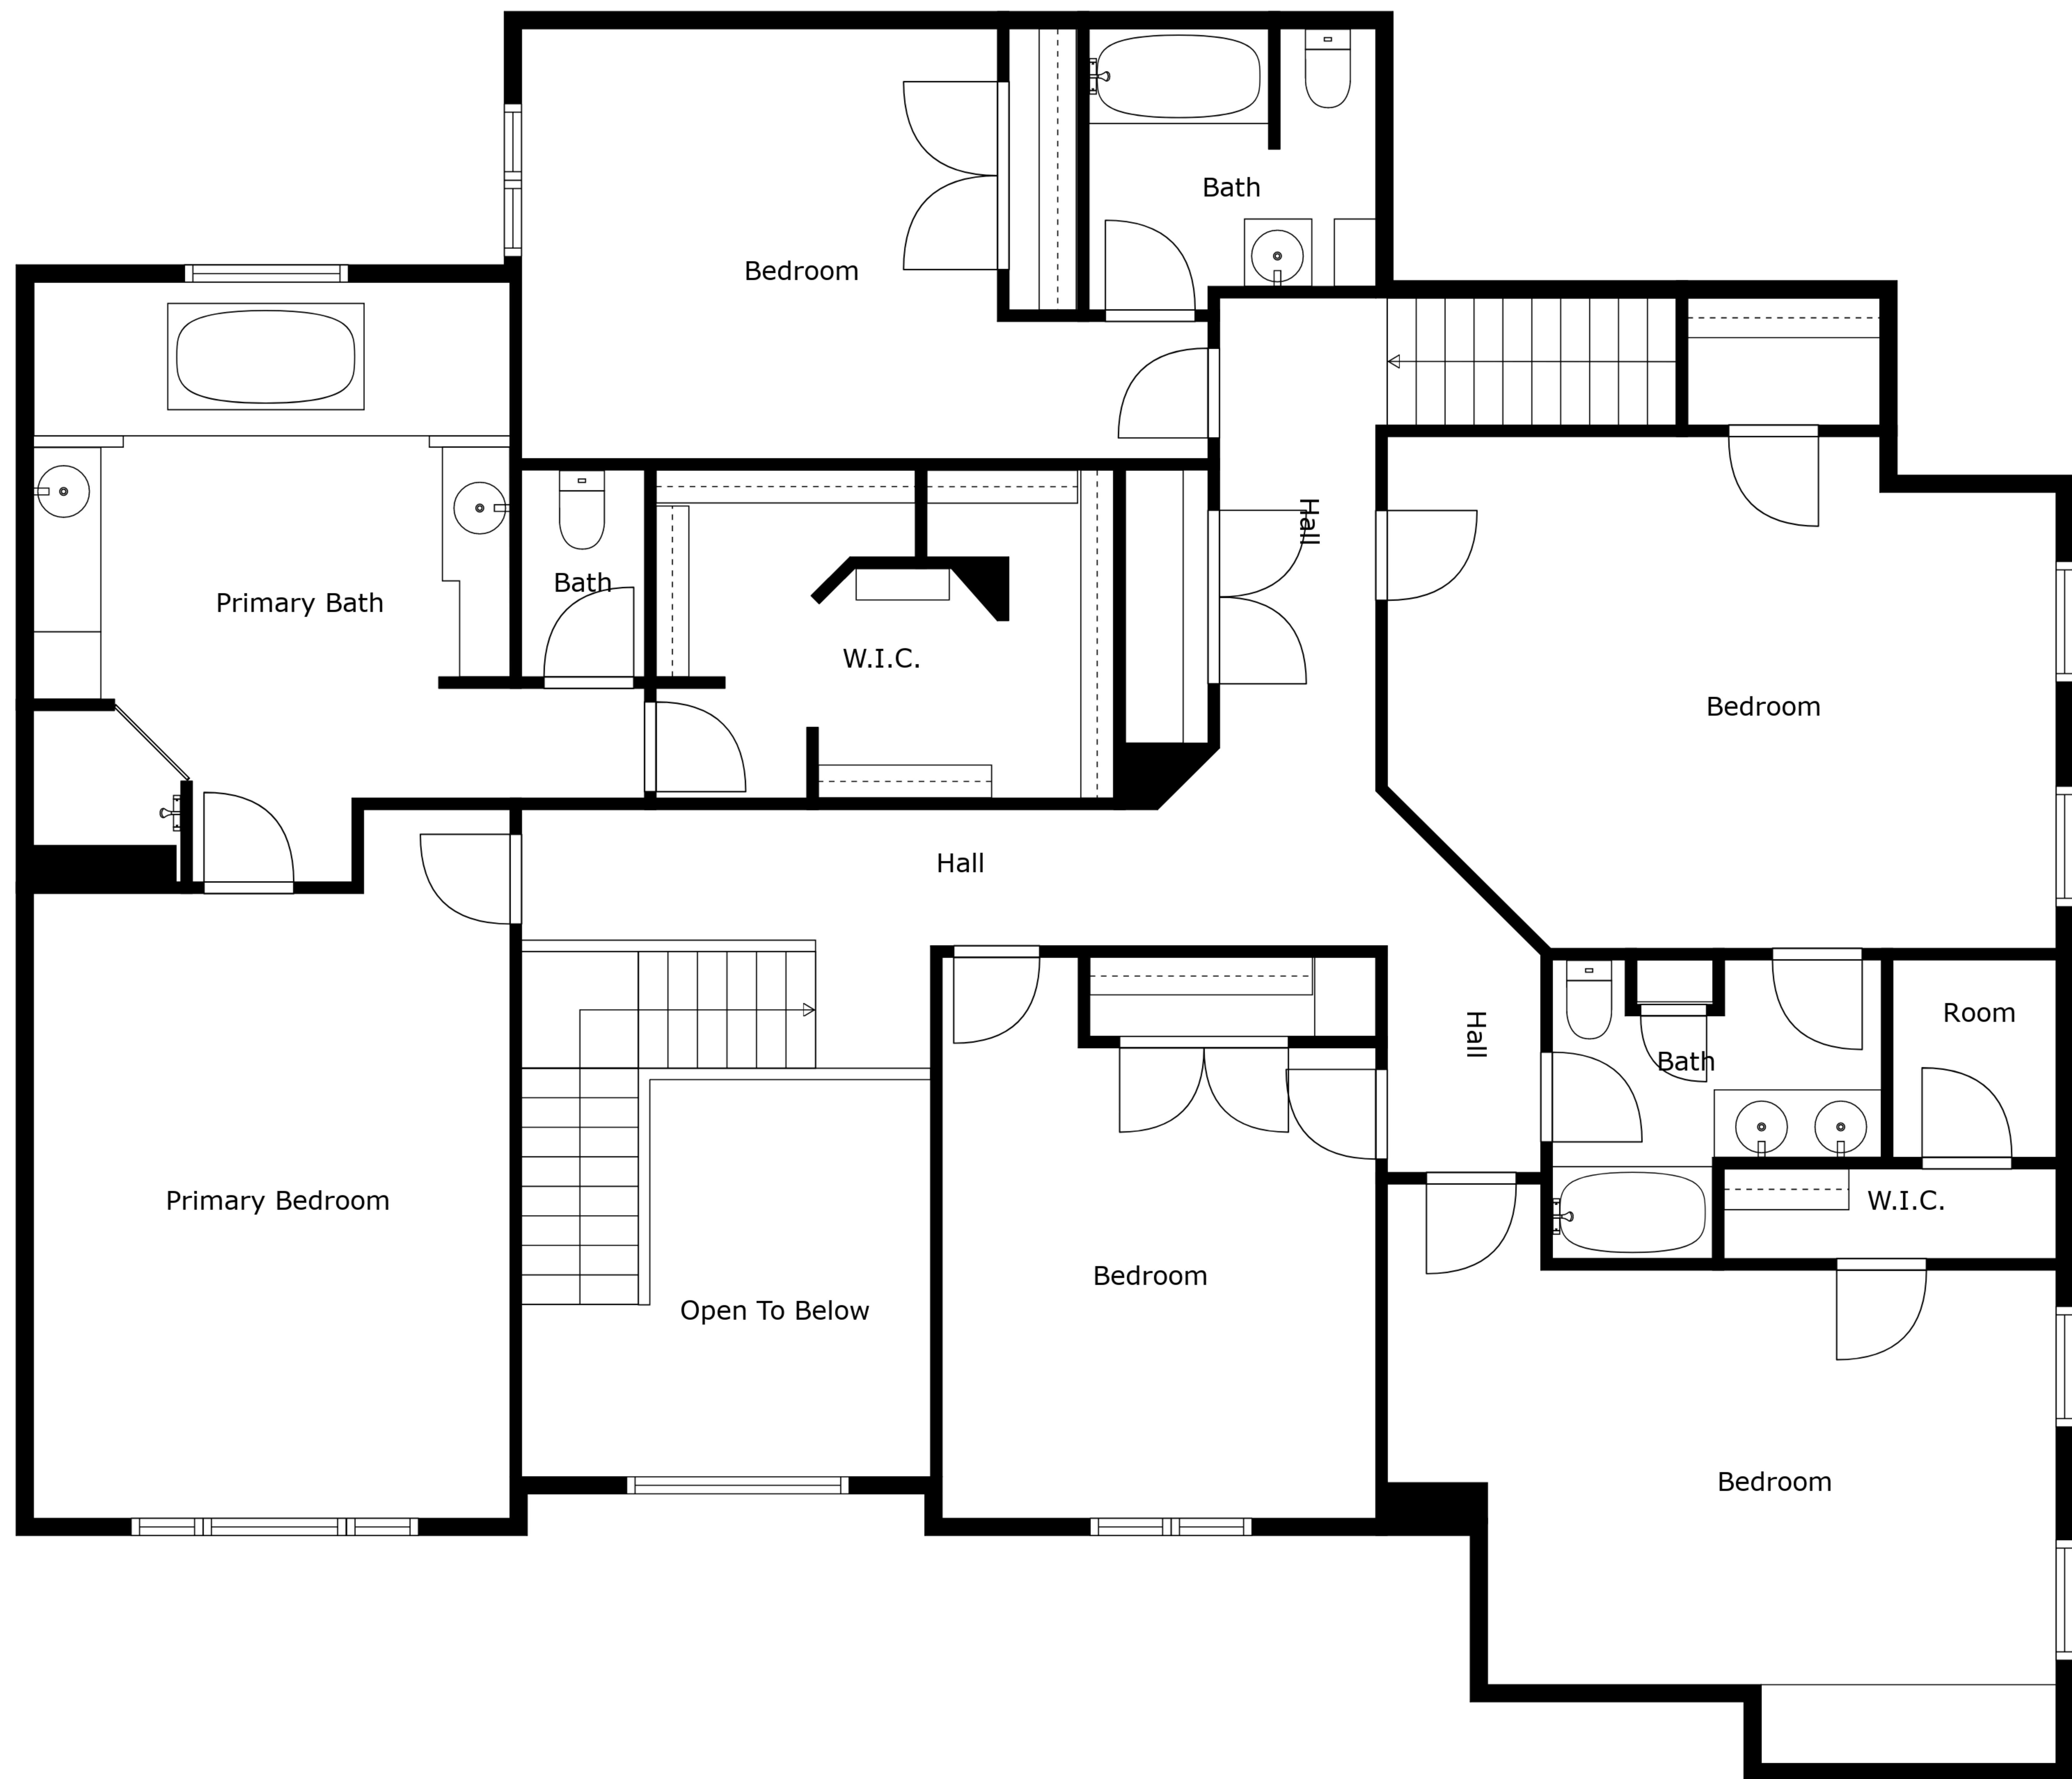 Bath
Bedroom
Hall
Bath
Primary Bath
W.I.C.
Bedroom
Hall
Room
Hall
Bath
Primary Bedroom
W.I.C.
Bedroom
Open To Below
Bedroom